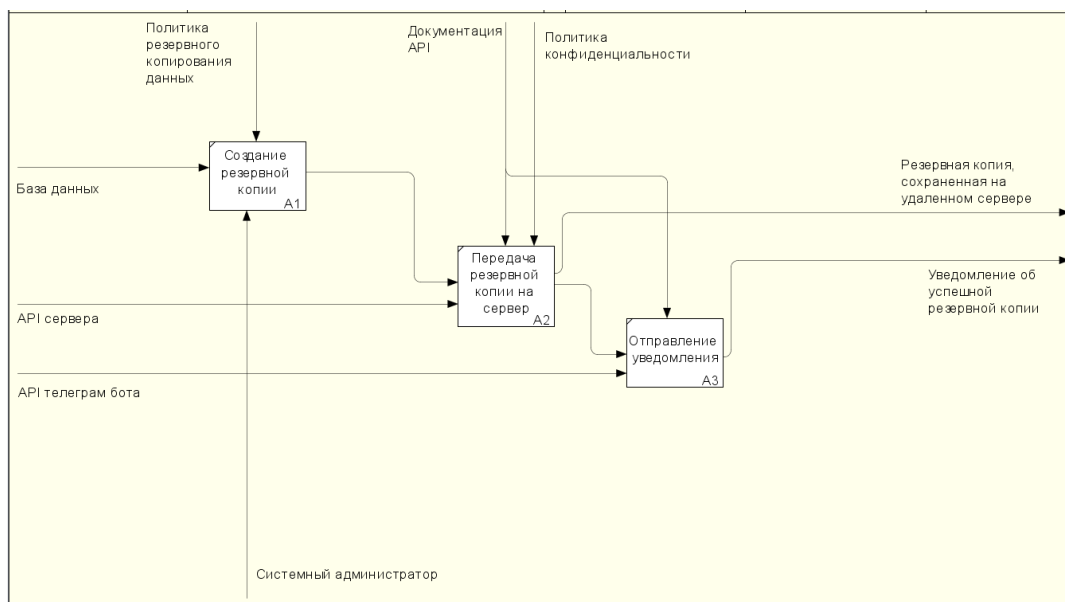 Политика
резервного
копирования
данных
Документация
API
Политика
конфиденциальности
Создание
резервной
копии
A1
База данных
Резервная копия,
сохраненная на
удаленном сервере
Передача
резервной
копии на
сервер
A2
Уведомление об
успешной
резервной копии
API сервера
Отправление
уведомления
A3
API телеграм бота
Системный администратор